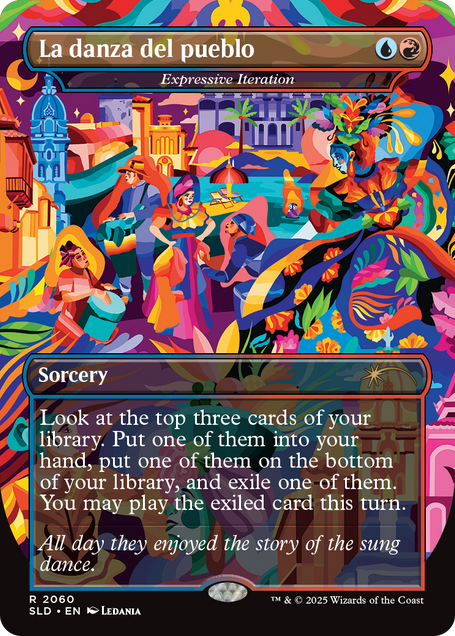 La danza del pueblo
Expressive Iteration
Sorcery
Look at the top three cards of your
library. Put one of them into your
hand, put one of them on the bottom
of your library, and exile one of them.
You may play the exiled card this turn.
All day they enjoyed the story of the sung
dance.
R 2060
SLD • EN LEDANIA
™ & © 2025 Wizards of the Coast